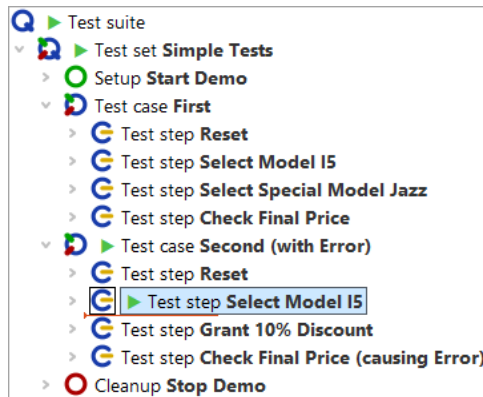 Test suite
Test set Simple Tests
Setup Start Demo
Test case First
Test step Reset
Test step Select Model I5
Test step Select Special Model Jazz
Test step Check Final Price
Test case Second (with Error)
Test step Reset
Test step Select Model I5
Test step Grant 10% Discount
Test step Check Final Price (causing Error)
Cleanup Stop Demo